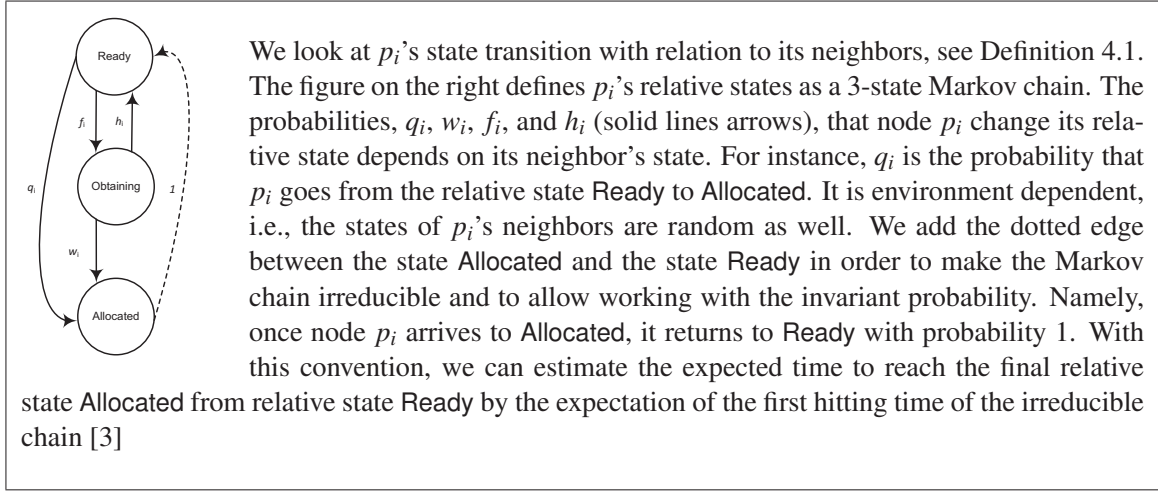 Ready
f_i
h_i
q_i
Obtaining
1
w_i
Allocated
We look at p_i's state transition with relation to its neighbors, see Definition 4.1.
The figure on the right defines p_i's relative states as a 3-state Markov chain. The
probabilities, q_i, w_i, f_i, and h_i (solid lines arrows), that node p_i change its rela-
tive state depends on its neighbor's state. For instance, q_i is the probability that
p_i goes from the relative state Ready to Allocated. It is environment dependent,
i.e., the states of p_i's neighbors are random as well. We add the dotted edge
between the state Allocated and the state Ready in order to make the Markov
chain irreducible and to allow working with the invariant probability. Namely,
once node p_i arrives to Allocated, it returns to Ready with probability 1. With
this convention, we can estimate the expected time to reach the final relative
state Allocated from relative state Ready by the expectation of the first hitting time of the irreducible
chain [3]